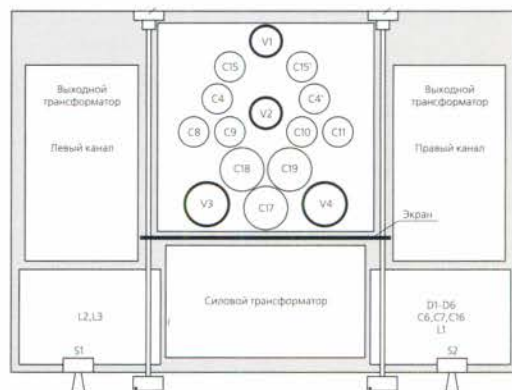 V1
C15
C15'
Выходной
трансформатор
Левый канал
C4
V2
C4'
Выходной
трансформатор
Правый канал
C8
C9
C10
C11
C18
C19
V3
C17
V4
Экран
Силовой трансформатор
L2,L3
D1-D6
C6,C7,C16
L1
S1
S2